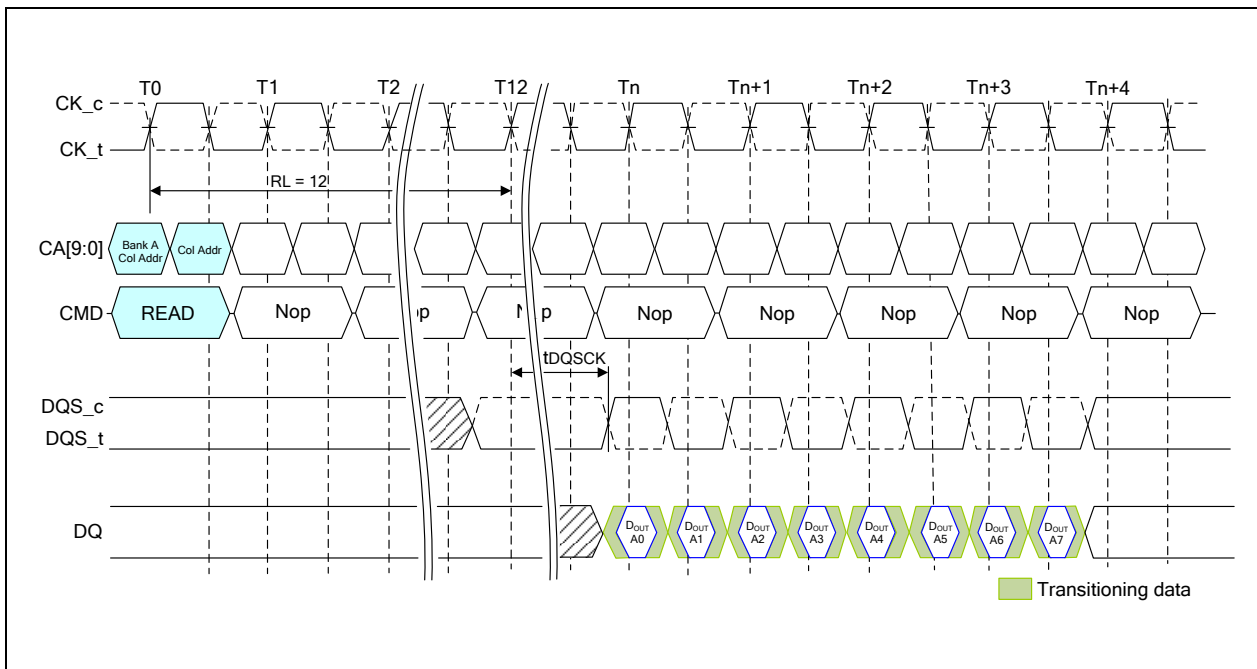 T0 T1 T2 T12 Tn Tn+1 Tn+2 Tn+3 Tn+4
CK_c
CK_t
RL = 12
CA[9:0]
Bank A
Col Addr
Col Addr
CMD READ Nop op N p Nop Nop Nop Nop Nop
tDQSCK
DQS_c
DQS_t
DQ
DOUT A0 DOUT A1 DOUT A2 DOUT A3 DOUT A4 DOUT A5 DOUT A6 DOUT A7
Transitioning data